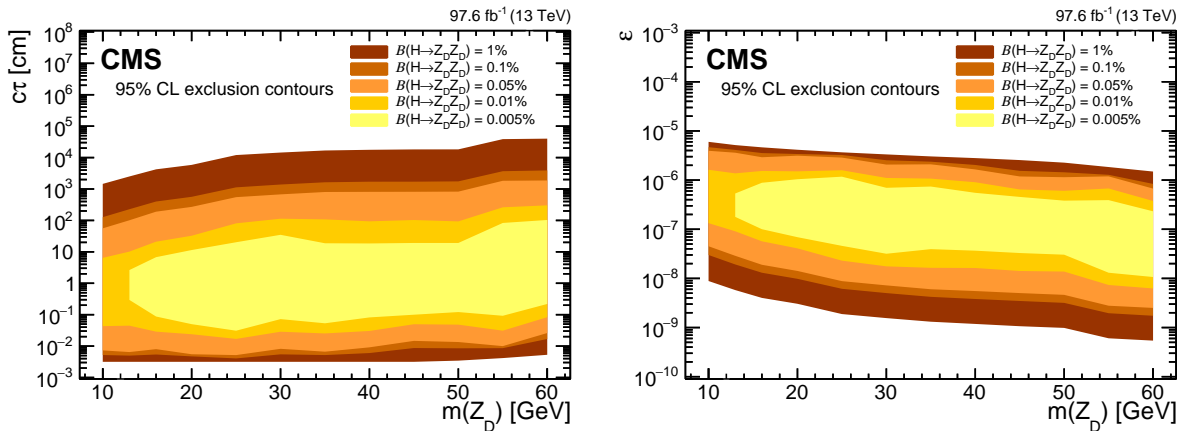 97.6 fb⁻¹ (13 TeV)
CMS
95% CL exclusion contours
B(H→Z_DZ_D) = 1%
B(H→Z_DZ_D) = 0.1%
B(H→Z_DZ_D) = 0.05%
B(H→Z_DZ_D) = 0.01%
B(H→Z_DZ_D) = 0.005%
cτ [cm]
10⁸
10⁷
10⁶
10⁵
10⁴
10³
10²
10
1
10⁻¹
10⁻²
10⁻³
10 20 30 40 50 60
m(Z_D) [GeV]
97.6 fb⁻¹ (13 TeV)
CMS
95% CL exclusion contours
B(H→Z_DZ_D) = 1%
B(H→Z_DZ_D) = 0.1%
B(H→Z_DZ_D) = 0.05%
B(H→Z_DZ_D) = 0.01%
B(H→Z_DZ_D) = 0.005%
ε
10⁻³
10⁻⁴
10⁻⁵
10⁻⁶
10⁻⁷
10⁻⁸
10⁻⁹
10⁻¹⁰
10 20 30 40 50 60
m(Z_D) [GeV]